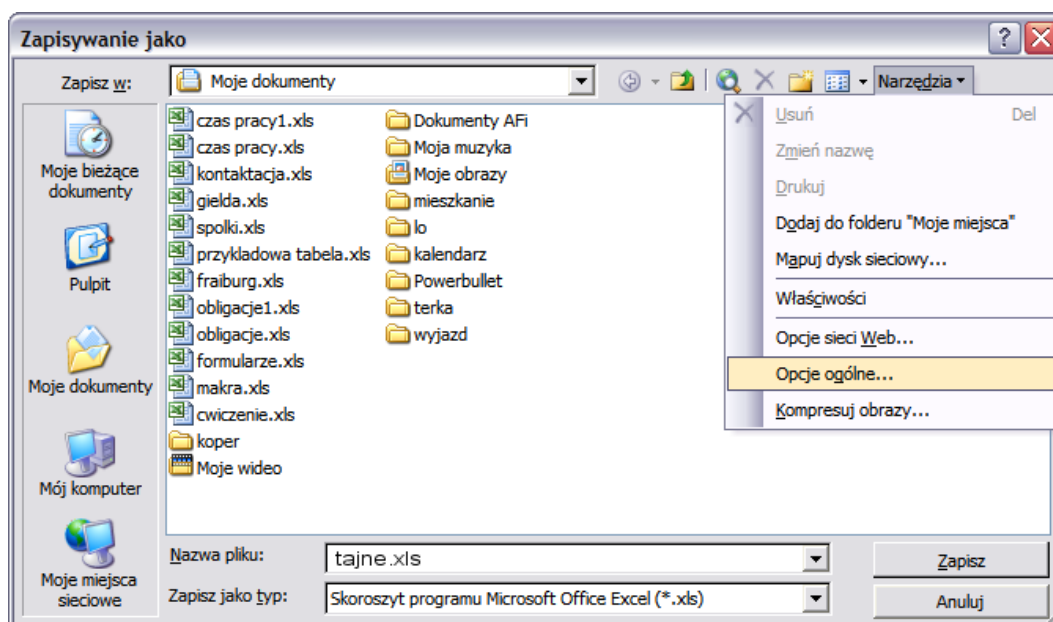 Zapisywanie jako
Zapisz w:
Moje dokumenty
Narzędzia
Moje bieżące
dokumenty
Pulpit
Moje dokumenty
Mój komputer
Moje miejsca
sieciowe
czas pracy1.xls
czas pracy.xls
kontaktacja.xls
gielda.xls
spolki.xls
przykladowa tabela.xls
fraiburg.xls
obligacje1.xls
obligacje.xls
formularze.xls
makra.xls
cwiczenie.xls
koper
Moje wideo
Dokumenty AFi
Moja muzyka
Moje obrazy
mieszkanie
lo
kalendarz
Powerbullet
terka
wyjazd
Usuń Del
Zmień nazwę
Drukuj
Dodaj do folderu "Moje miejsca"
Mapuj dysk sieciowy...
Właściwości
Opcje sieci Web...
Opcje ogólne...
Kompresuj obrazy...
Nazwa pliku: tajne.xls
Zapisz
Zapisz jako typ: Skoroszyt programu Microsoft Office Excel (*.xls)
Anuluj